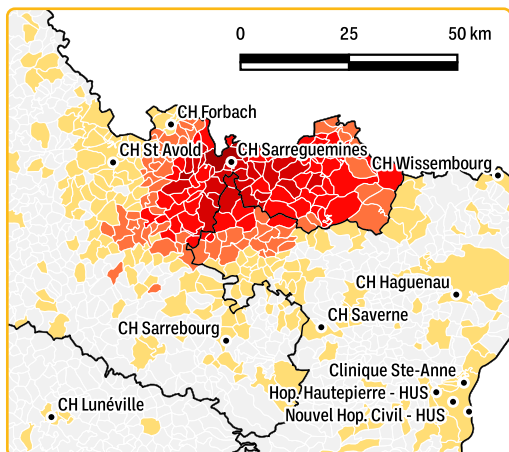 0 25 50 km
CH Forbach
CH St Avold
CH Sarreguemines
CH Wissembourg
CH Haguenau
CH Saverne
CH Sarrebourg
Clinique Ste-Anne
Hop. Hautepierre - HUS
CH Lunéville
Nouvel Hop. Civil - HUS